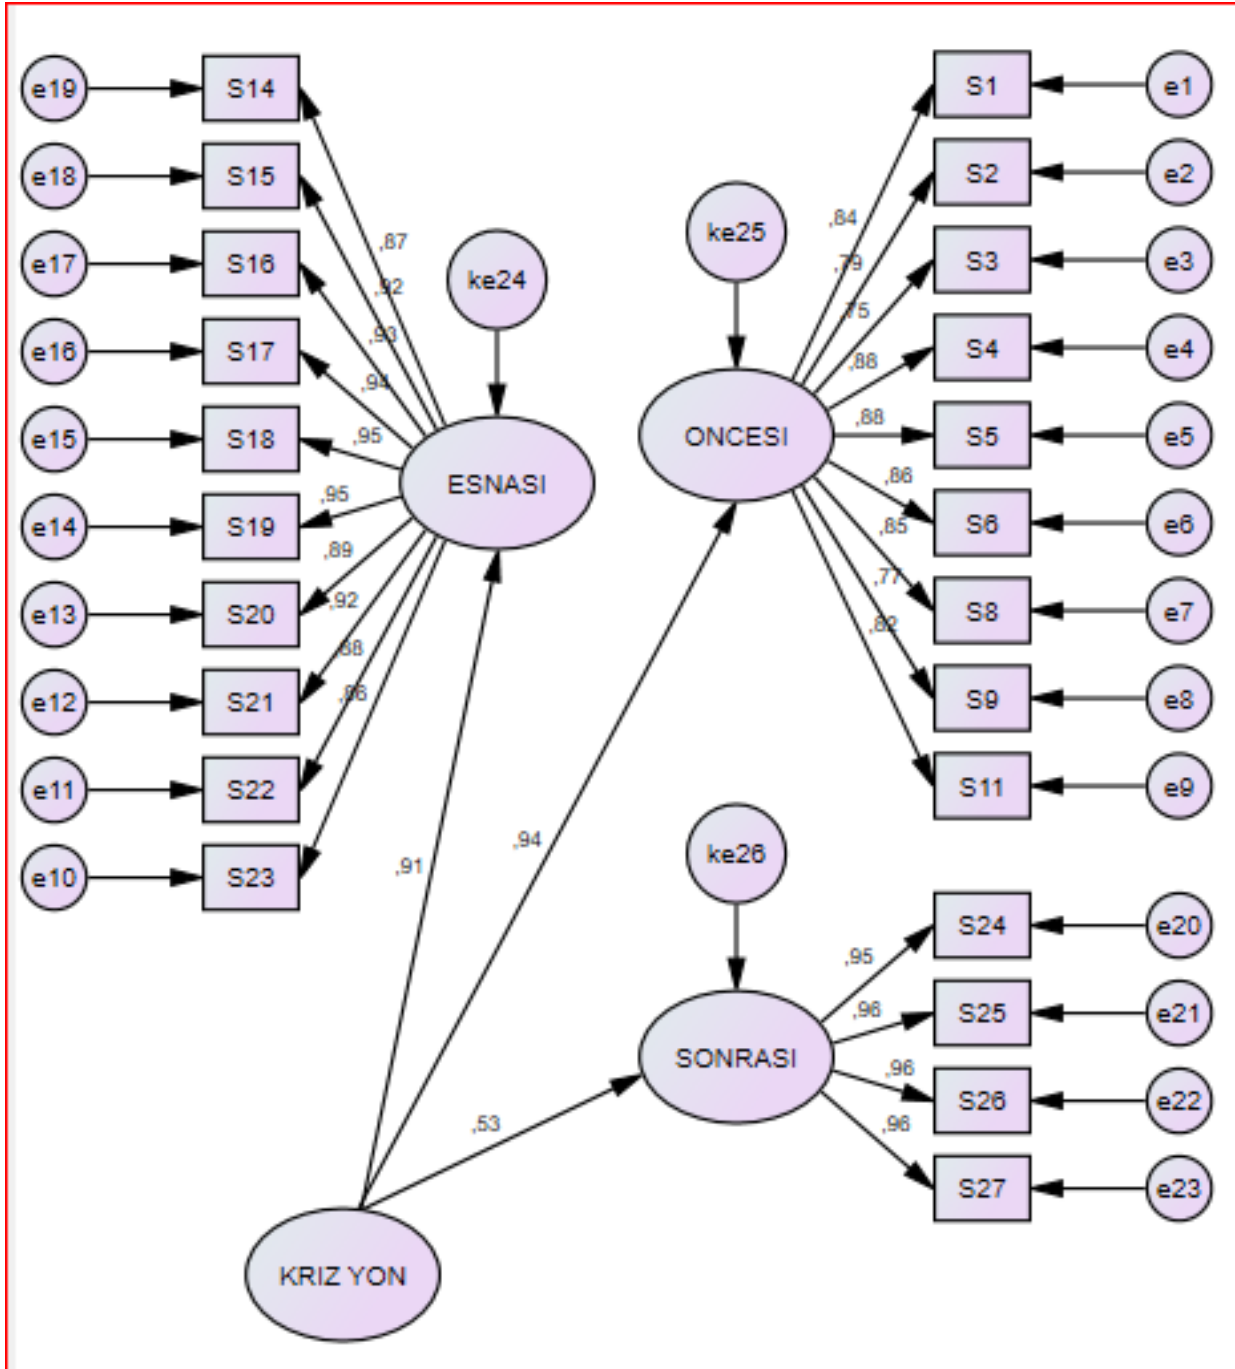 e19 S14
e18 S15
e17 S16
e16 S17
e15 S18
e14 S19
e13 S20
e12 S21
e11 S22
e10 S23
,87
,92
,93
,94
,95
,95
,89
,92
,88
,86
ke24
ESNASI
ke25
ONCESI
,84
,79
,75
,88
,88
,86
,85
,77
,82
S1 e1
S2 e2
S3 e3
S4 e4
S5 e5
S6 e6
S8 e7
S9 e8
S11 e9
,91
,94
,53
ke26
SONRASI
,95
,96
,96
,96
S24 e20
S25 e21
S26 e22
S27 e23
KRIZ YON